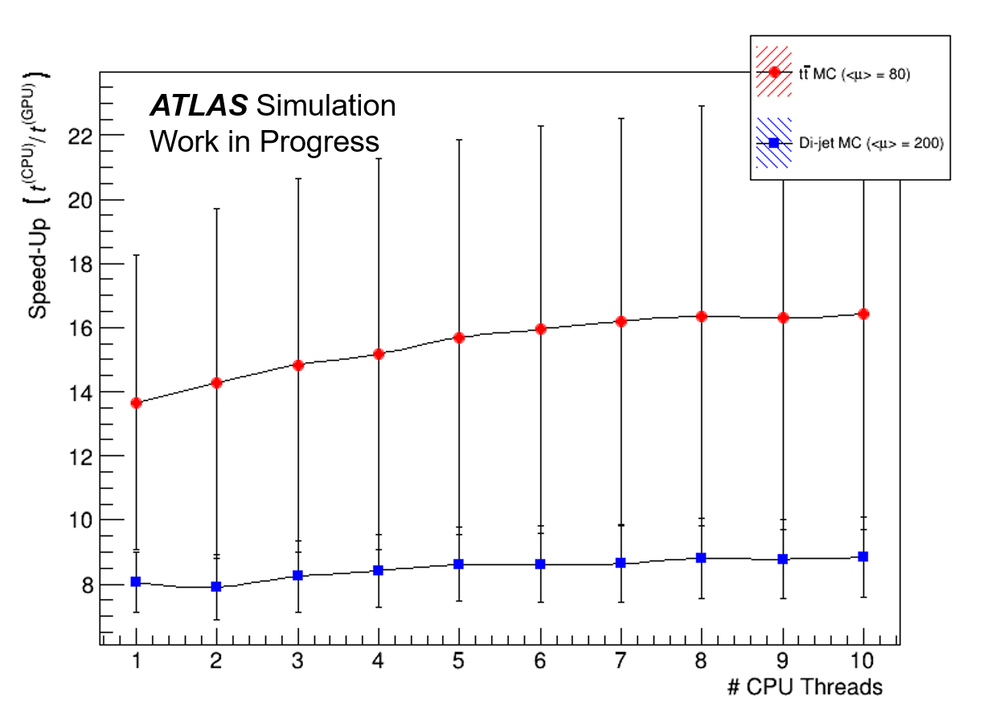 ATLAS Simulation
Work in Progress
tt̄ MC (<μ> = 80)
Di-jet MC (<μ> = 200)
Speed-Up [ t(CPU)/ t(GPU) ]
22
20
18
16
14
12
10
8
1 2 3 4 5 6 7 8 9 10
# CPU Threads